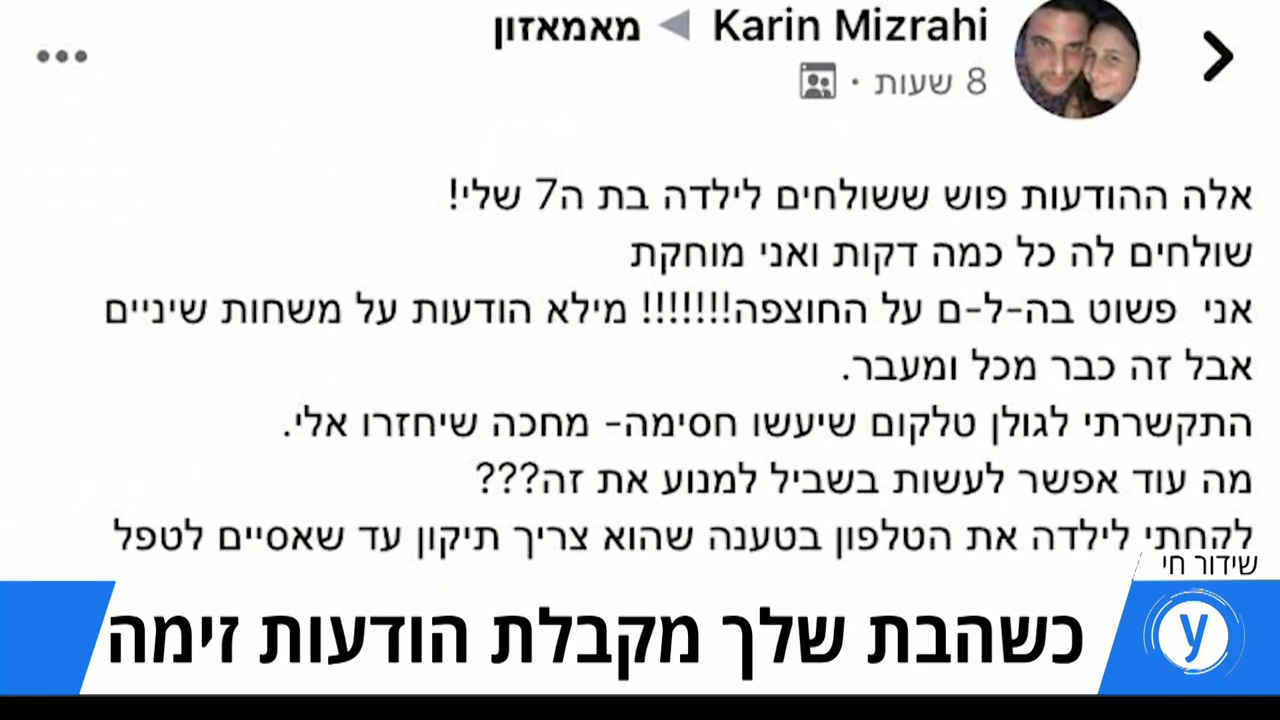 Karin Mizrahi ◀ מאמאזון
8 שעות ·
אלה ההודעות פוש ששולחים לילדה בת ה7 שלי!
שולחים לה כל כמה דקות ואני מוחקת
אני פשוט בה-ל-ם על החוצפה!!!!!!! מילא הודעות על משחות שיניים
אבל זה כבר מכל ומעבר.
התקשרתי לגולן טלקום שיעשו חסימה- מחכה שיחזרו אלי.
מה עוד אפשר לעשות בשביל למנוע את זה???
לקחתי לילדה את הטלפון בטענה שהוא צריך תיקון עד שאסיים לטפל
שידור חי
כשהבת שלך מקבלת הודעות זימה
y